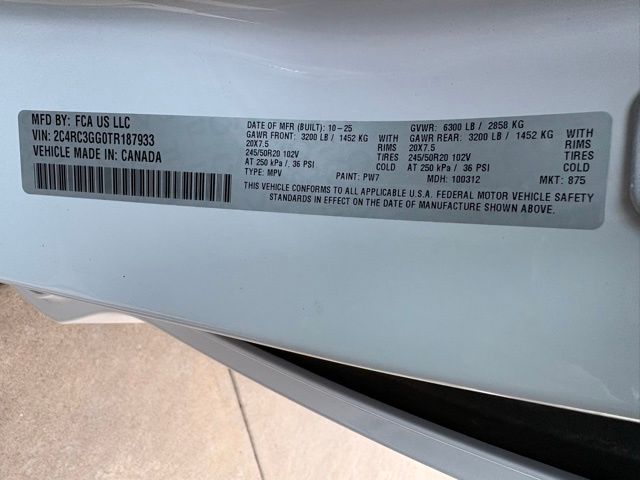 MFD BY: FCA US LLC
VIN: 2C4RC3GG0TR187933
VEHICLE MADE IN: CANADA
DATE OF MFR (BUILT): 10-25 GVWR: 6300 LB / 2858 KG
GAWR FRONT: 3200 LB / 1452 KG WITH GAWR REAR: 3200 LB / 1452 KG WITH
20X7.5 RIMS 20X7.5 RIMS
245/50R20 102V TIRES 245/50R20 102V TIRES
AT 250 kPa / 36 PSI COLD AT 250 kPa / 36 PSI COLD
TYPE: MPV PAINT: PW7 MDH: 100312 MKT: 875
THIS VEHICLE CONFORMS TO ALL APPLICABLE U.S.A. FEDERAL MOTOR VEHICLE SAFETY
STANDARDS IN EFFECT ON THE DATE OF MANUFACTURE SHOWN ABOVE.